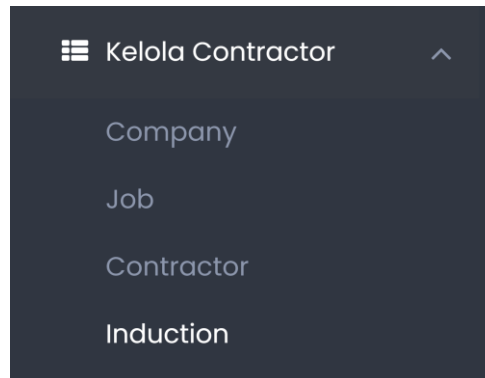 Kelola Contractor
Company
Job
Contractor
Induction